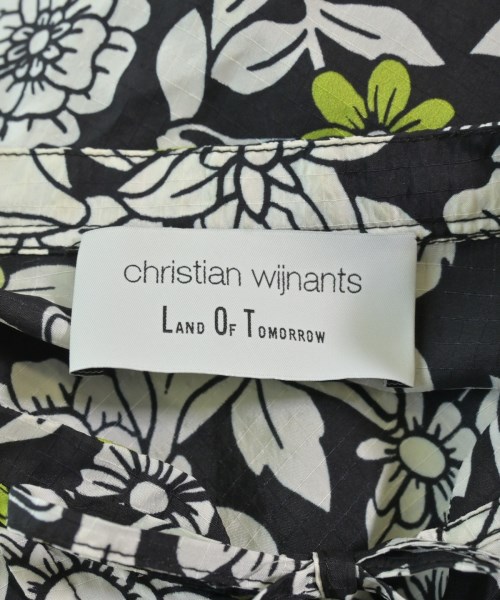 christian wijnants
LAND OF TOMORROW